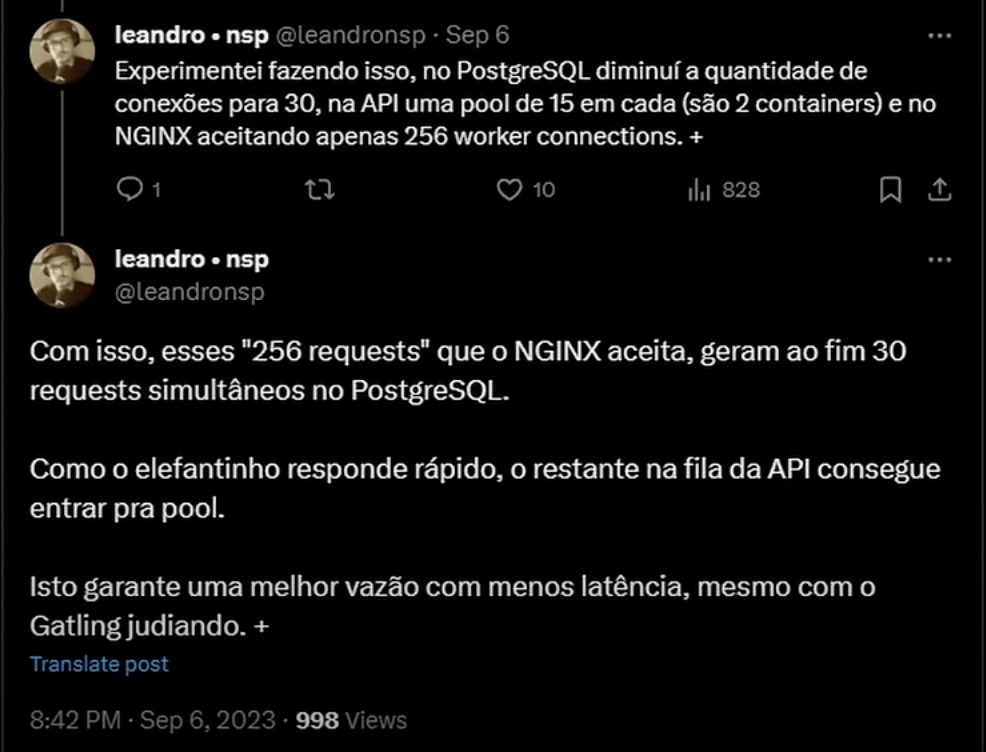 leandro • nsp @leandronsp · Sep 6
Experimentei fazendo isso, no PostgreSQL diminuí a quantidade de
conexões para 30, na API uma pool de 15 em cada (são 2 containers) e no
NGINX aceitando apenas 256 worker connections. +
1 10 828
leandro • nsp
@leandronsp
Com isso, esses "256 requests" que o NGINX aceita, geram ao fim 30
requests simultâneos no PostgreSQL.
Como o elefantinho responde rápido, o restante na fila da API consegue
entrar pra pool.
Isto garante uma melhor vazão com menos latência, mesmo com o
Gatling judiando. +
Translate post
8:42 PM · Sep 6, 2023 · 998 Views